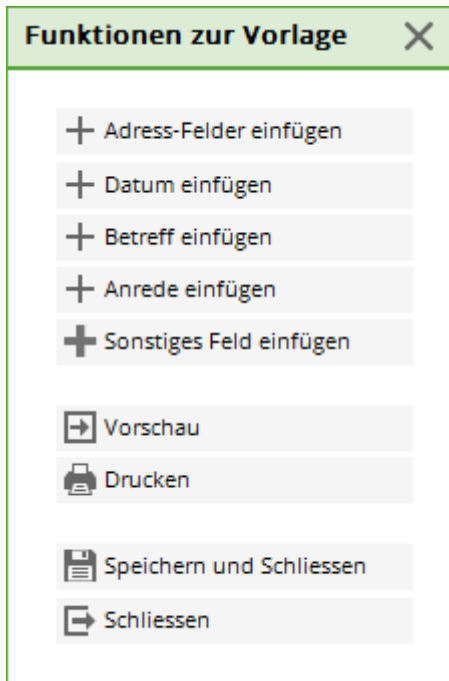 Funktionen zur Vorlage
Adress-Felder einfügen
Datum einfügen
Betreff einfügen
Anrede einfügen
Sonstiges Feld einfügen
Vorschau
Drucken
Speichern und Schliessen
Schliessen